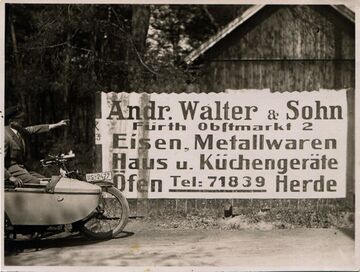 Andr. Walter & Sohn
Fürth Obstmarkt 2
Eisen, Metallwaren
Haus u. Küchengeräte
Öfen Tel: 71839 Herde